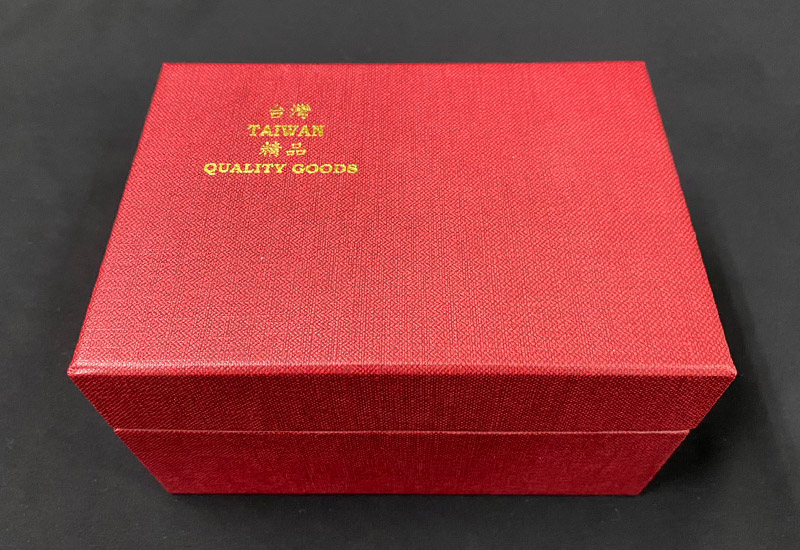 台灣
TAIWAN
精品
QUALITY GOODS